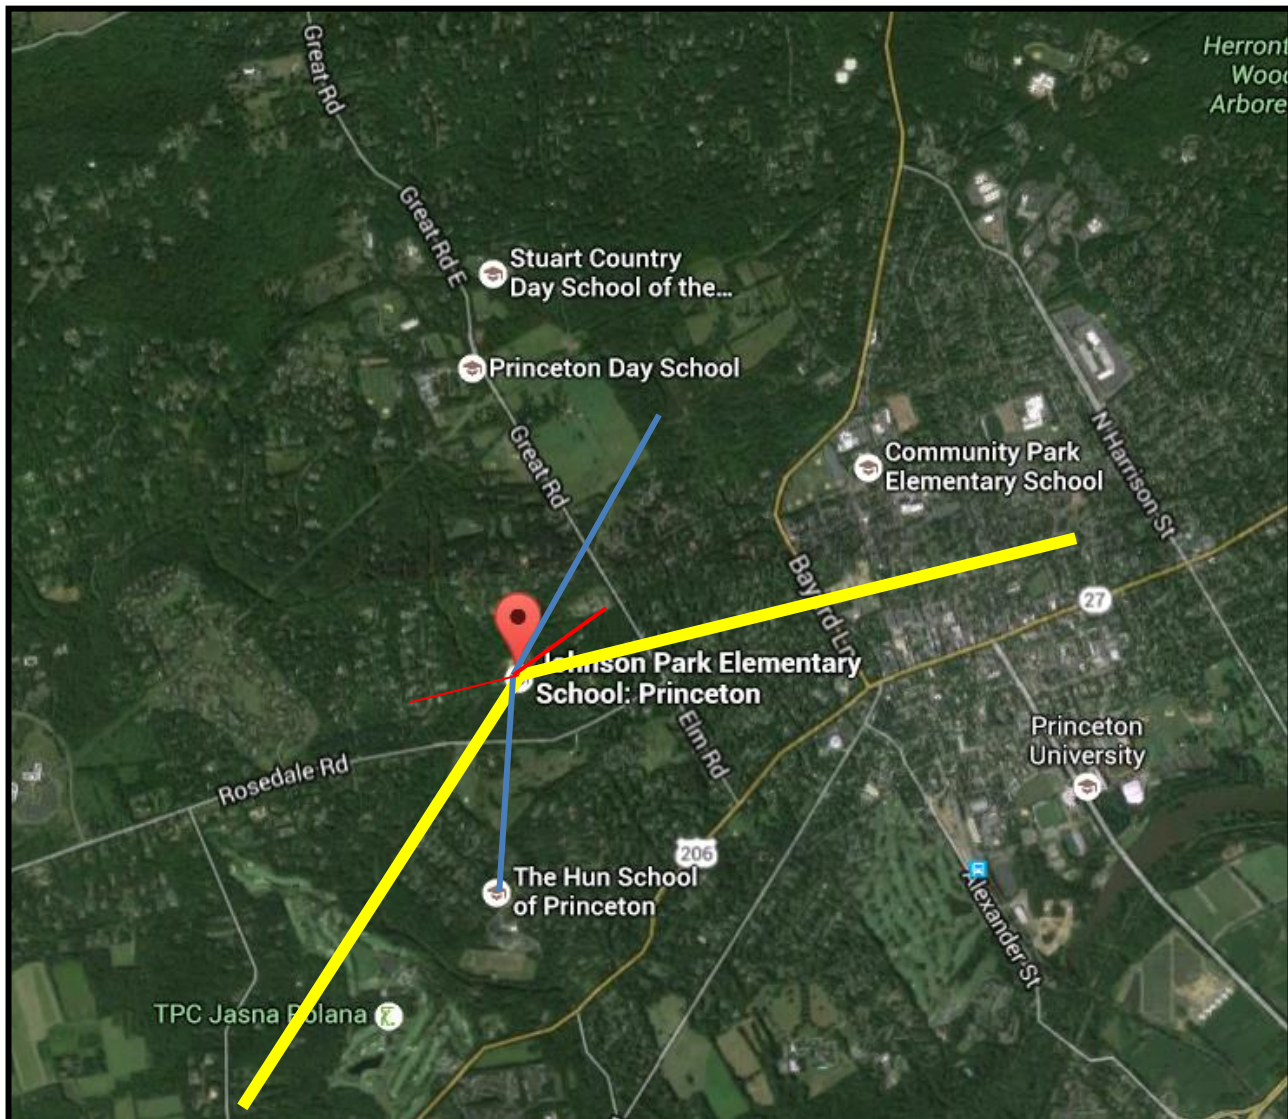 Herront
Wood
Arbore
Great Rd
Great Rd E
Stuart Country
Day School of the...
Princeton Day School
Great Rd
Community Park
Elementary School
N Harrison St
Bayard Ln
27
Johnson Park Elementary
School: Princeton
Elm Rd
Princeton
University
Rosedale Rd
206
The Hun School
of Princeton
Alexander St
TPC Jasna Polana